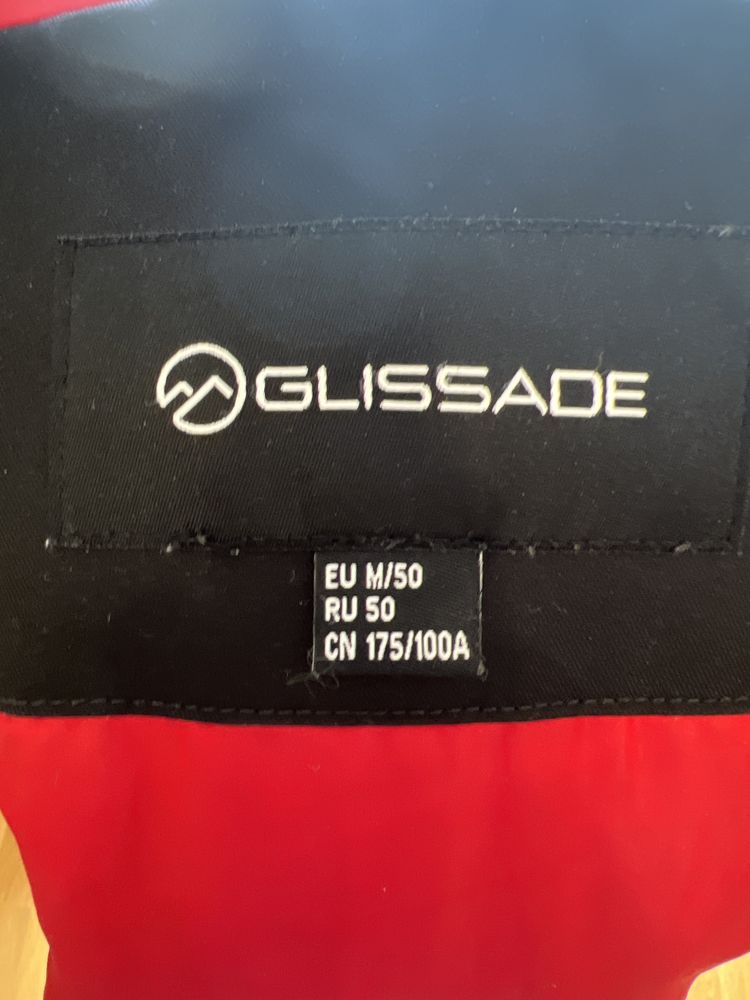 GLISSADE
EU M/50
RU 50
CN 175/100A